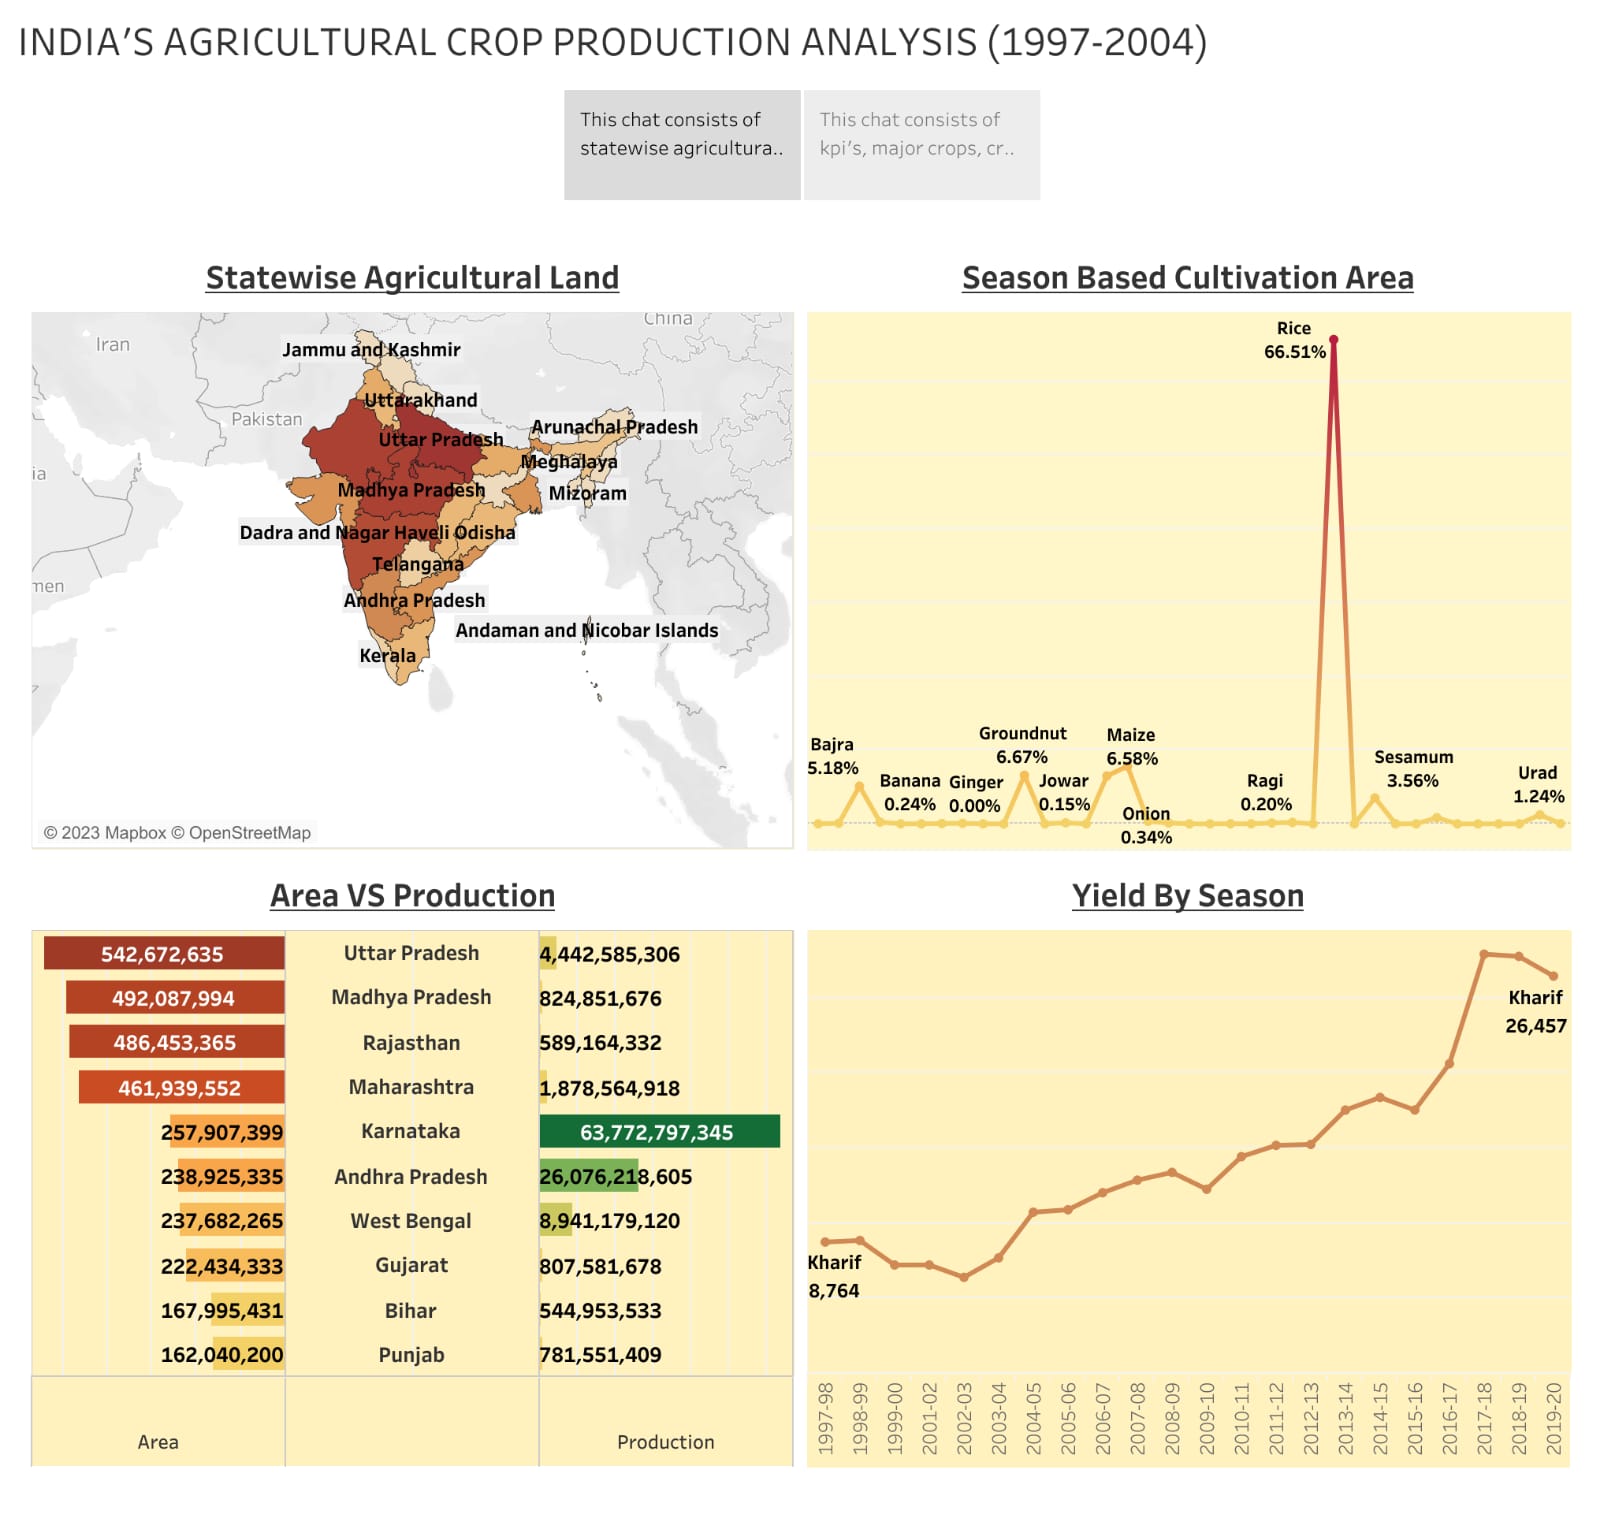 INDIA’S AGRICULTURAL CROP PRODUCTION ANALYSIS (1997-2004)
This chat consists of
statewise agricultura..
This chat consists of
kpi’s, major crops, cr..
Statewise Agricultural Land
China
Iran
Jammu and Kashmir
Uttarakhand
Pakistan
Arunachal Pradesh
Uttar Pradesh
Meghalaya
ia
Madhya Pradesh
Mizoram
Dadra and Nagar Haveli
Odisha
Telangana
men
Andhra Pradesh
Andaman and Nicobar Islands
Kerala
© 2023 Mapbox © OpenStreetMap
Season Based Cultivation Area
Rice
66.51%
Bajra
5.18%
Banana
0.24%
Ginger
0.00%
Groundnut
6.67%
Jowar
0.15%
Maize
6.58%
Onion
0.34%
Ragi
0.20%
Sesamum
3.56%
Urad
1.24%
Area VS Production
542,672,635 Uttar Pradesh 4,442,585,306
492,087,994 Madhya Pradesh 824,851,676
486,453,365 Rajasthan 589,164,332
461,939,552 Maharashtra 1,878,564,918
257,907,399 Karnataka 63,772,797,345
238,925,335 Andhra Pradesh 26,076,218,605
237,682,265 West Bengal 8,941,179,120
222,434,333 Gujarat 807,581,678
167,995,431 Bihar 544,953,533
162,040,200 Punjab 781,551,409
Area Production
Yield By Season
Kharif
26,457
Kharif
8,764
1997-98
1998-99
1999-00
2001-02
2002-03
2003-04
2004-05
2005-06
2006-07
2007-08
2008-09
2009-10
2010-11
2011-12
2012-13
2013-14
2014-15
2015-16
2016-17
2017-18
2018-19
2019-20